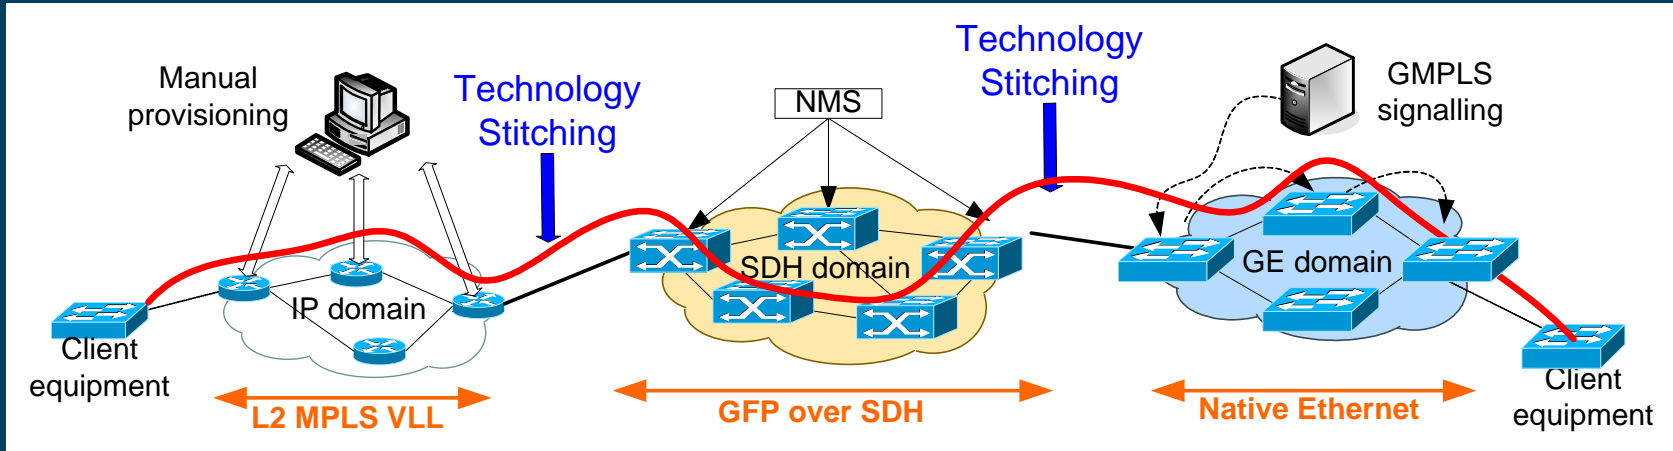 Manual
provisioning
Technology
Stitching
NMS
Technology
Stitching
GMPLS
signalling
IP domain
SDH domain
GE domain
Client
equipment
L2 MPLS VLL
GFP over SDH
Native Ethernet
Client
equipment